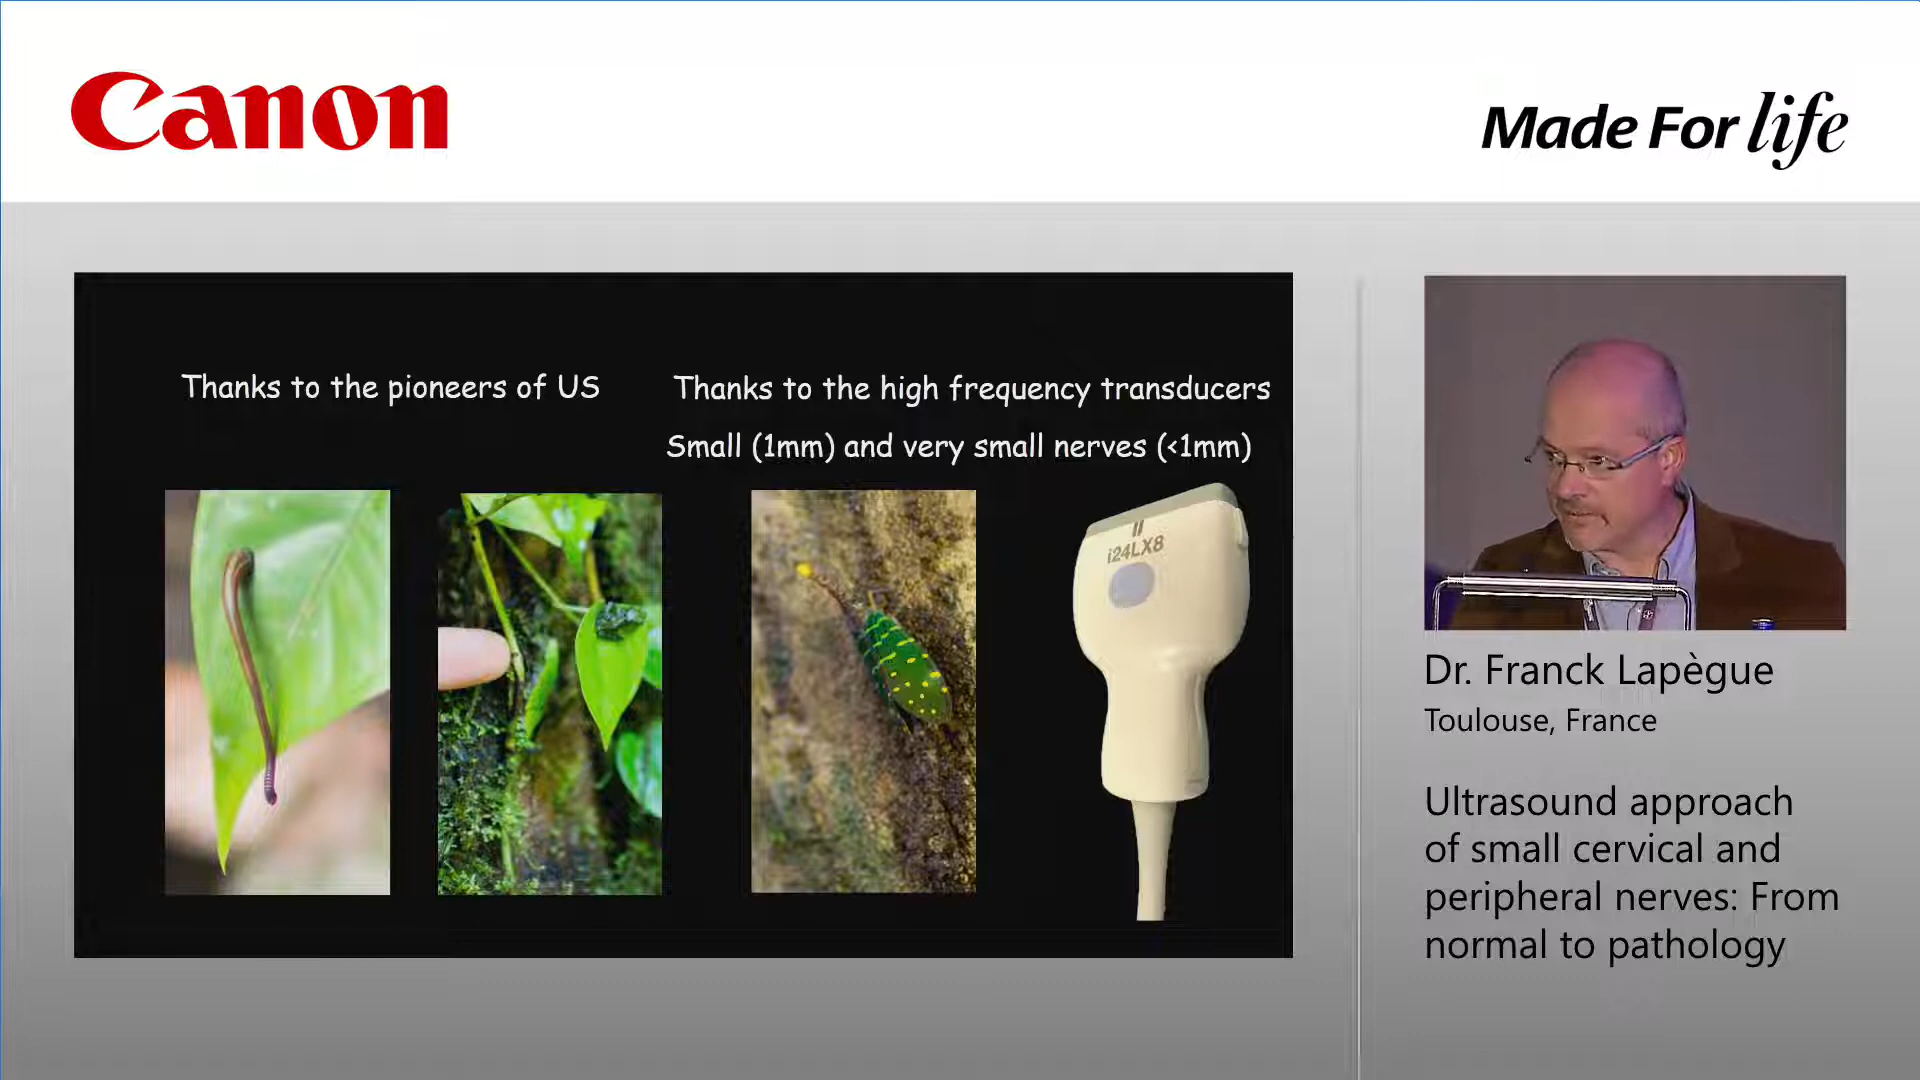 Canon
Made For life
Thanks to the pioneers of US
Thanks to the high frequency transducers
Small (1mm) and very small nerves (<1mm)
i24LX8
Dr. Franck Lapègue
Toulouse, France
Ultrasound approach
of small cervical and
peripheral nerves: From
normal to pathology